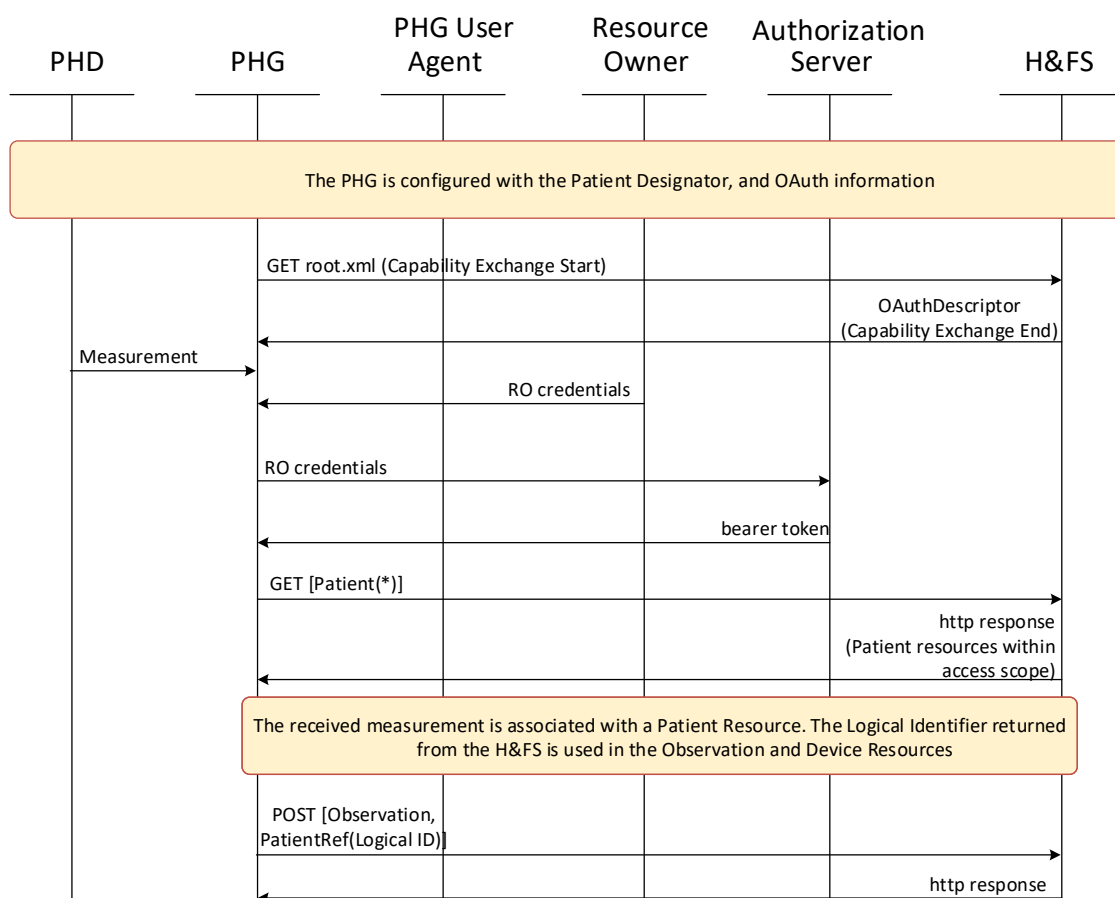 PHD
PHG
PHG User
Agent
Resource
Owner
Authorization
Server
H&FS
The PHG is configured with the Patient Designator, and OAuth information
GET root.xml (Capability Exchange Start)
OAuthDescriptor
(Capability Exchange End)
Measurement
RO credentials
RO credentials
bearer token
GET [Patient(*)]
http response
(Patient resources within
access scope)
The received measurement is associated with a Patient Resource. The Logical Identifier returned
from the H&FS is used in the Observation and Device Resources
POST [Observation,
PatientRef(Logical ID)]
http response